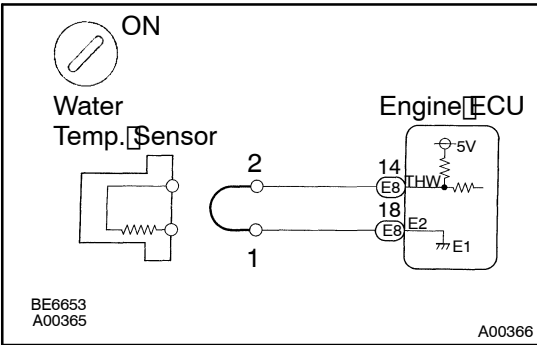 ON
Water
Temp. Sensor
Engine ECU
5V
2
14
E8
THW
18
E8
E2
E1
1
BE6653
A00365
A00366